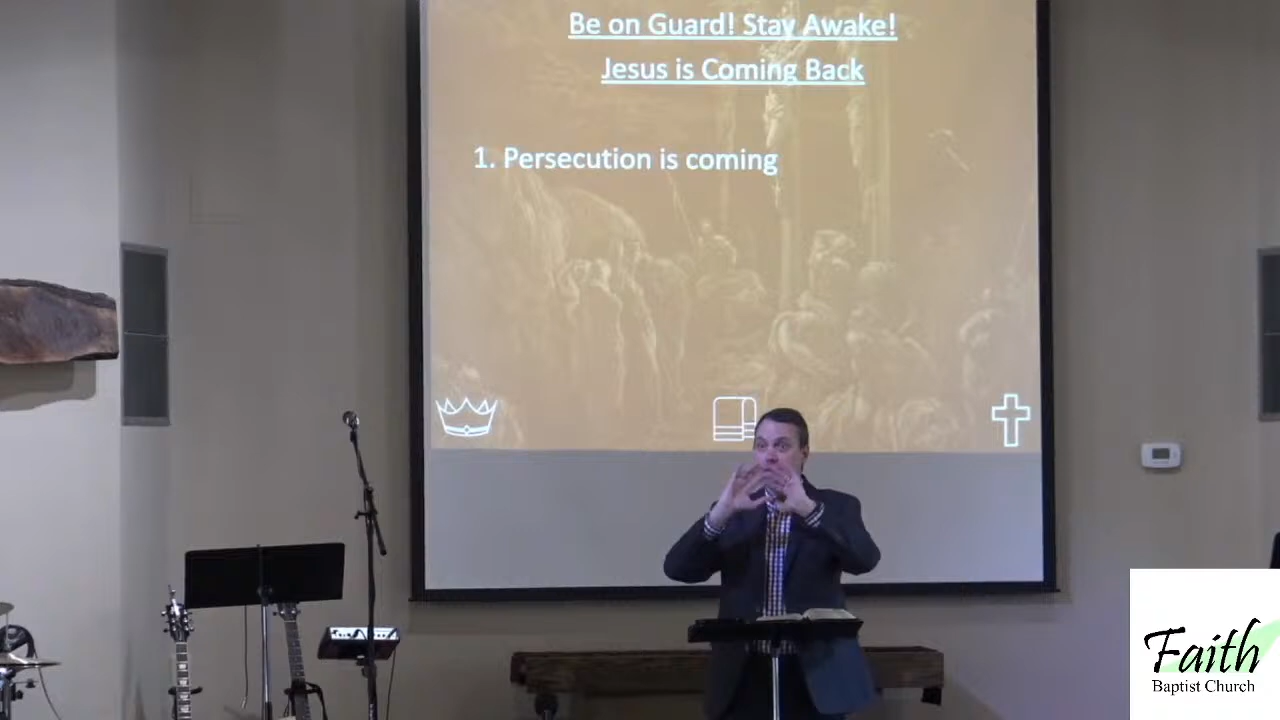 Be on Guard! Stay Awake!
Jesus is Coming Back
1. Persecution is coming
Faith
Baptist Church